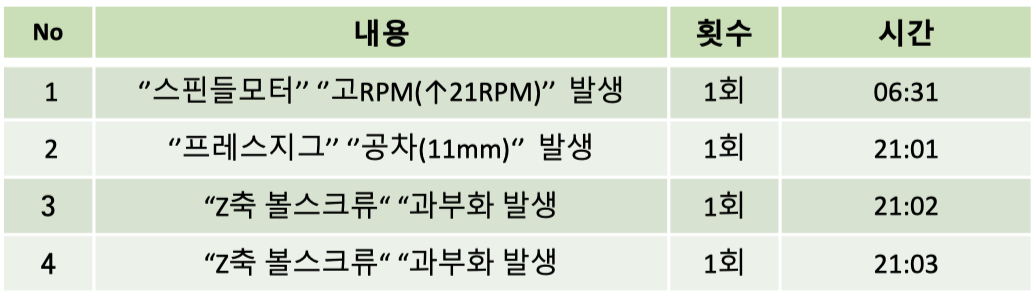 No 내용 횟수 시간
1 “스핀들모터” “고RPM(↑21RPM)” 발생 1회 06:31
2 “프레스지그” “공차(11mm)“ 발생 1회 21:01
3 “Z축 볼스크류“ “과부화 발생 1회 21:02
4 “Z축 볼스크류“ “과부화 발생 1회 21:03